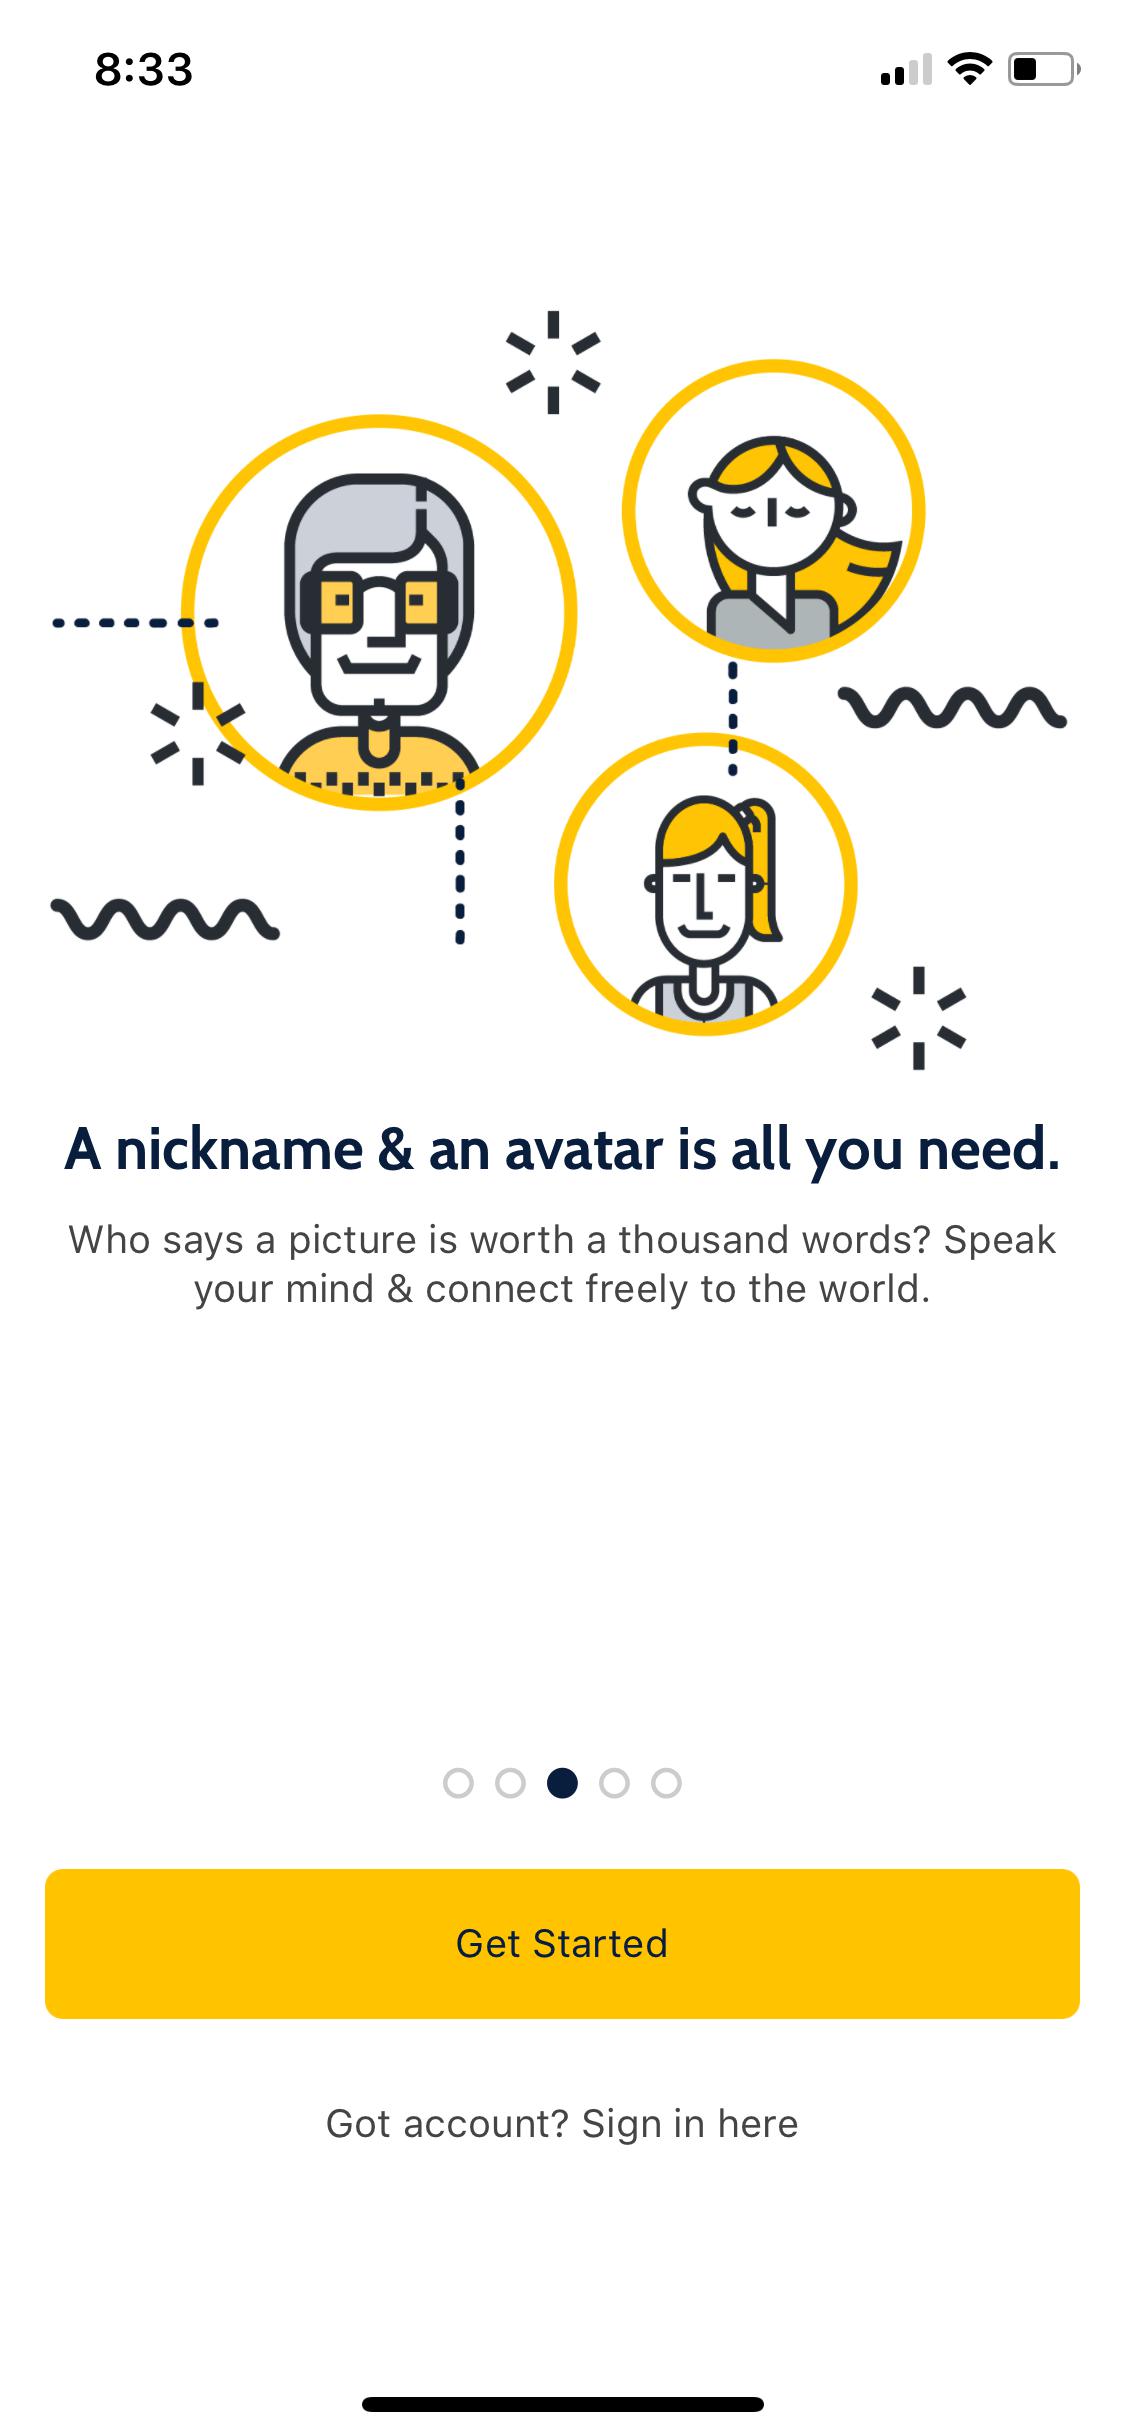 8:33
A nickname & an avatar is all you need.
Who says a picture is worth a thousand words? Speak
your mind & connect freely to the world.
Get Started
Got account? Sign in here